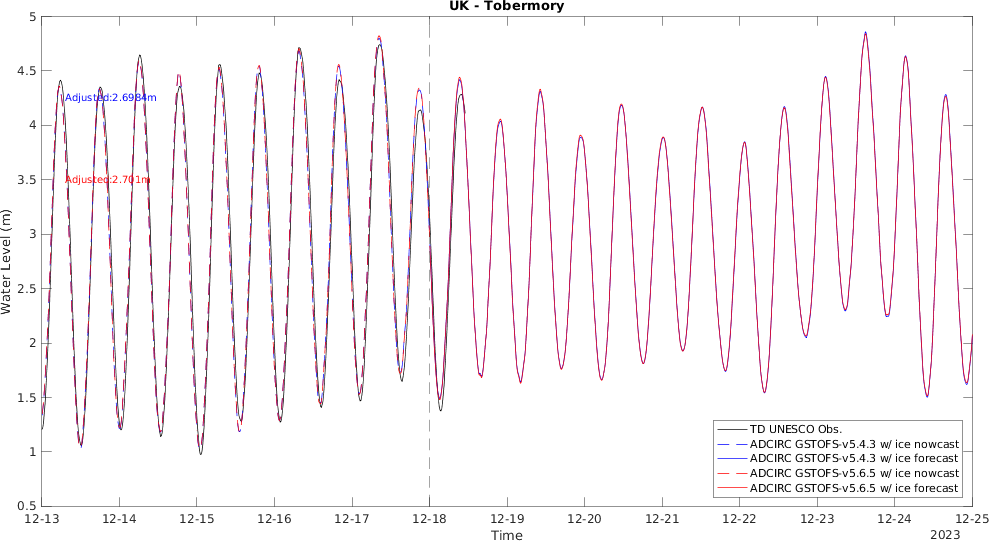 UK - Tobermory
5
4.5
4
3.5
3
2.5
2
1.5
1
0.5
Water Level (m)
Adjusted:2.6984m
Adjusted:2.701m
TD UNESCO Obs.
ADCIRC GSTOFS-v5.4.3 w/ ice nowcast
ADCIRC GSTOFS-v5.4.3 w/ ice forecast
ADCIRC GSTOFS-v5.6.5 w/ ice nowcast
ADCIRC GSTOFS-v5.6.5 w/ ice forecast
12-13 12-14 12-15 12-16 12-17 12-18 12-19 12-20 12-21 12-22 12-23 12-24 12-25
Time
2023